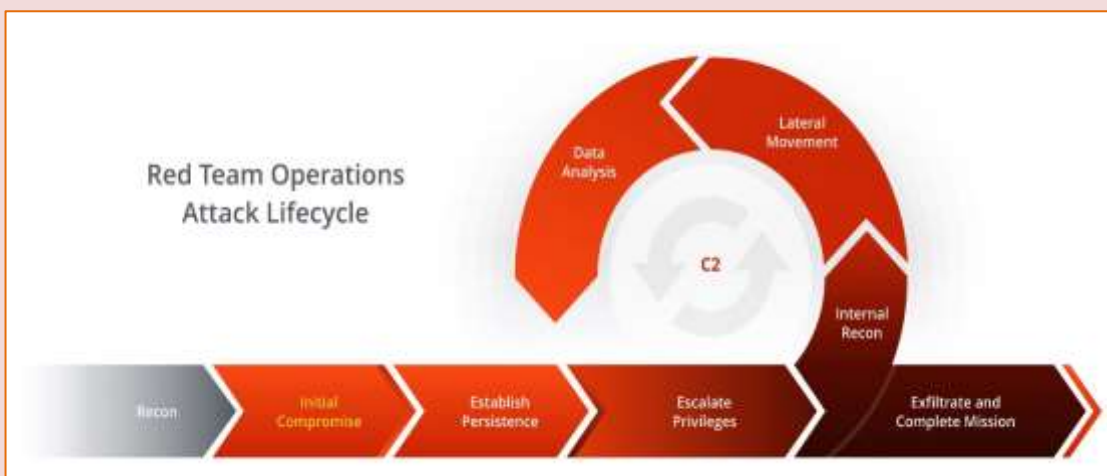 Red Team Operations
Attack Lifecycle
Data
Analysis
Lateral
Movement
C2
Internal
Recon
Recon
Initial
Compromise
Establish
Persistence
Escalate
Privileges
Exfiltrate and
Complete Mission